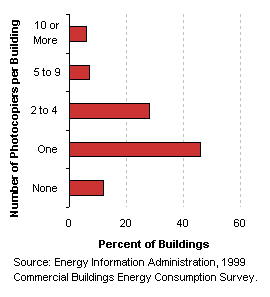 Number of Photocopiers per Building
10 or
More
5 to 9
2 to 4
One
None
0 20 40 60
Percent of Buildings
Source: Energy Information Administration, 1999
Commercial Buildings Energy Consumption Survey.